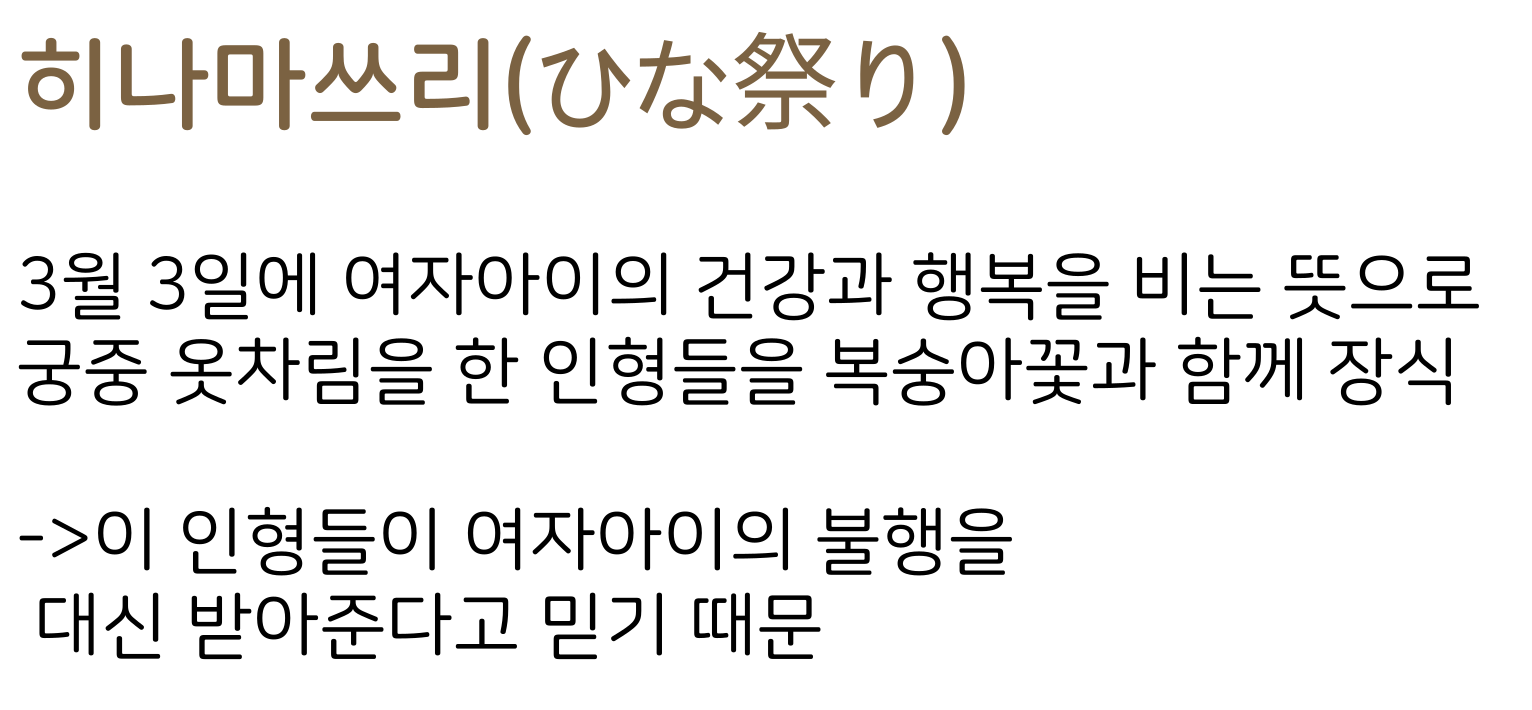 히나마쓰리(ひな祭り)
3월 3일에 여자아이의 건강과 행복을 비는 뜻으로
궁중 옷차림을 한 인형들을 복숭아꽃과 함께 장식
->이 인형들이 여자아이의 불행을
대신 받아준다고 믿기 때문